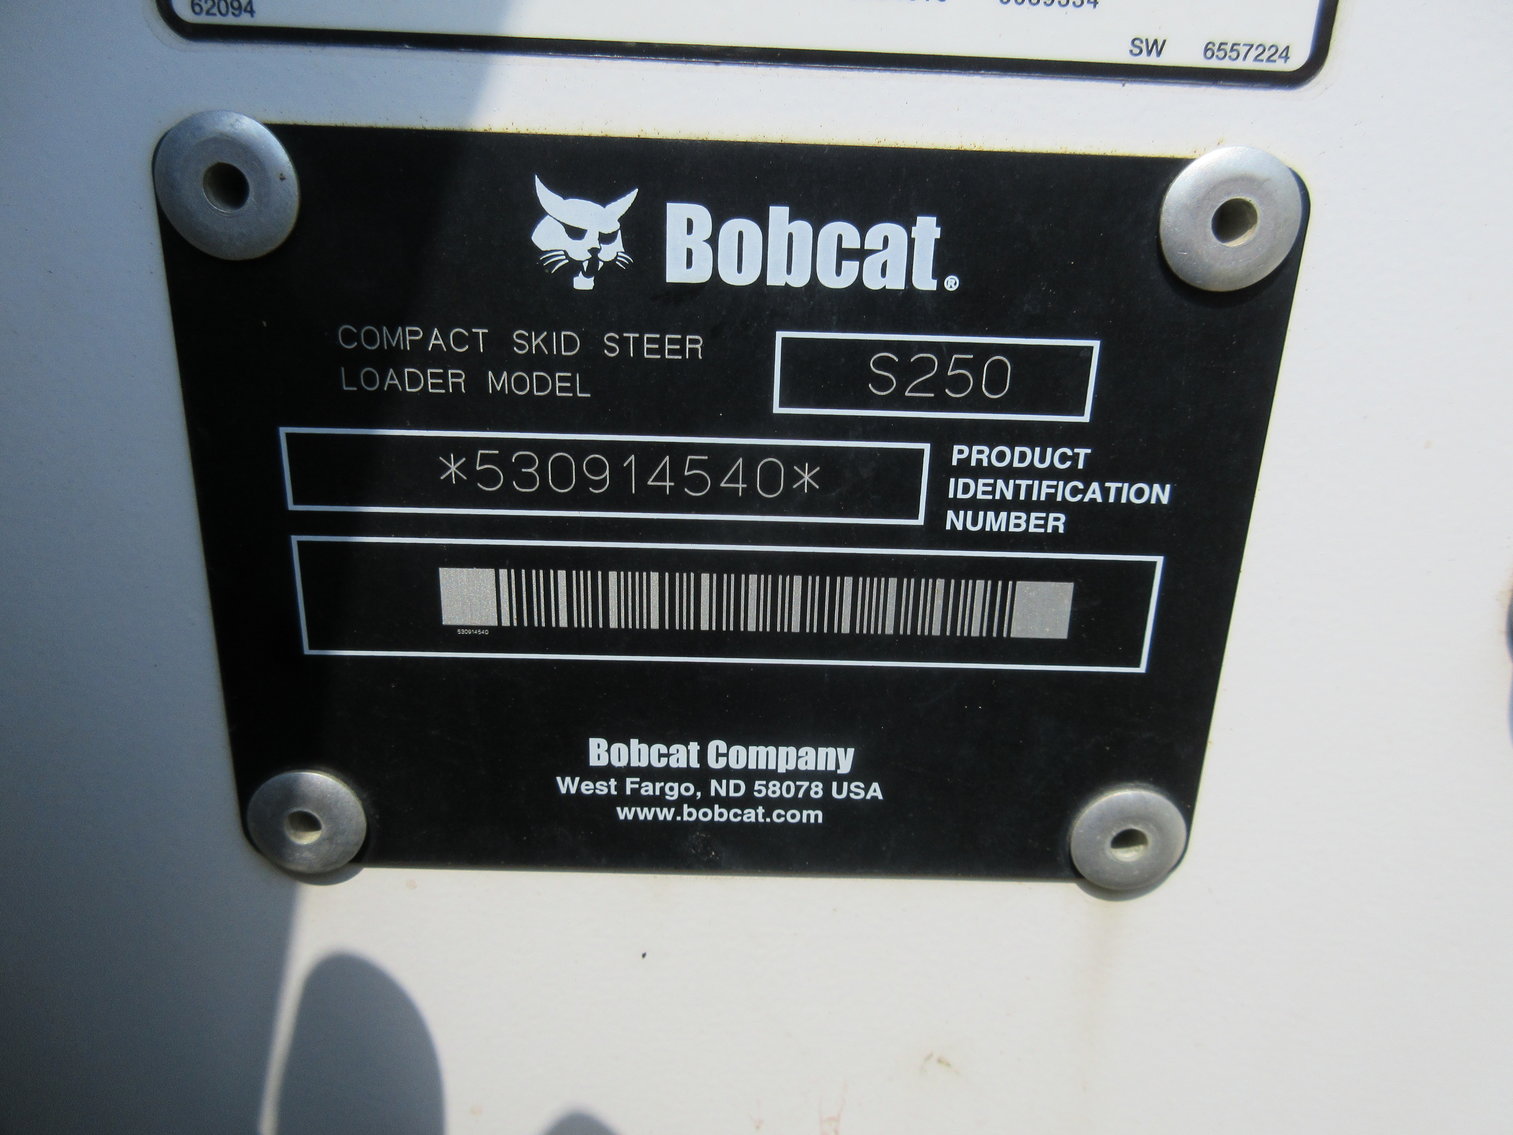 62094
SW 6557224
Bobcat®
COMPACT SKID STEER
LOADER MODEL
S250
*530914540*
PRODUCT
IDENTIFICATION
NUMBER
530914540
Bobcat Company
West Fargo, ND 58078 USA
www.bobcat.com